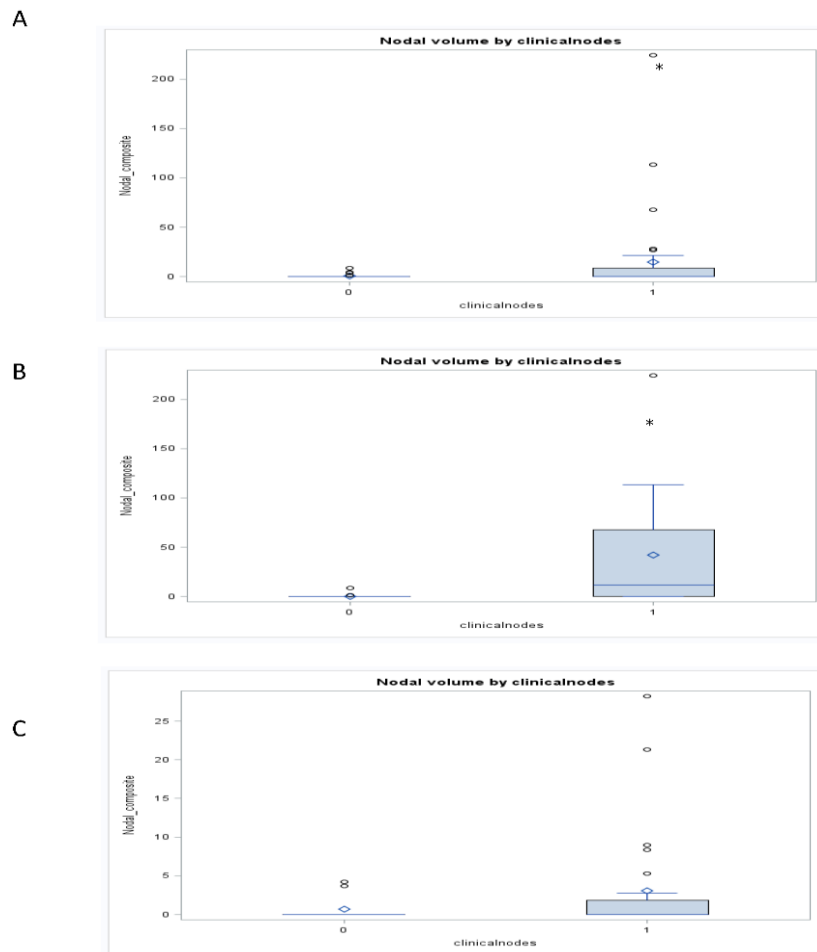 A
Nodal volume by clinicalnodes
200
150
100
50
0
Nodal_composite
*
0 1
clinicalnodes
B
Nodal volume by clinicalnodes
200
150
100
50
0
Nodal_composite
*
0 1
clinicalnodes
C
Nodal volume by clinicalnodes
25
20
15
10
5
0
Nodal_composite
0 1
clinicalnodes